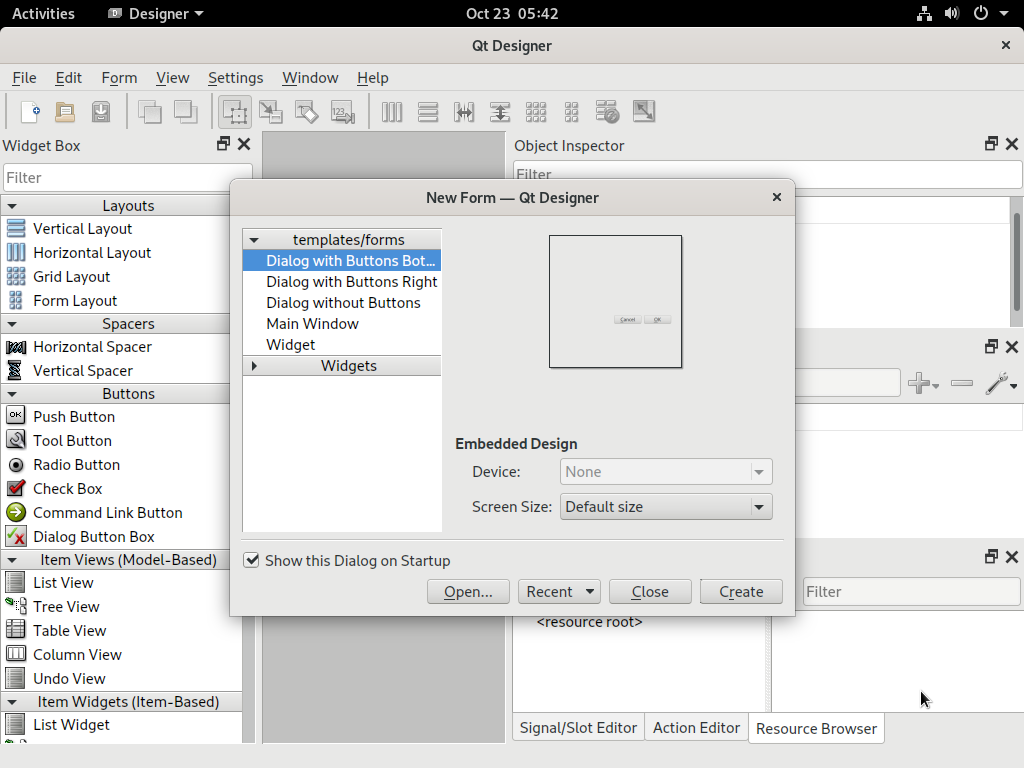 Activities Designer Oct 23 05:42
Qt Designer
File Edit Form View Settings Window Help
Widget Box
Object Inspector
Filter
Filter
Layouts
Vertical Layout
Horizontal Layout
Grid Layout
Form Layout
Spacers
Horizontal Spacer
Vertical Spacer
Buttons
OK Push Button
Tool Button
Radio Button
Check Box
Command Link Button
Dialog Button Box
Item Views (Model-Based)
List View
Tree View
Table View
Column View
Undo View
Item Widgets (Item-Based)
List Widget
New Form — Qt Designer
templates/forms
Dialog with Buttons Bot...
Dialog with Buttons Right
Dialog without Buttons
Main Window
Widget
Widgets
Cancel OK
Embedded Design
Device: None
Screen Size: Default size
Show this Dialog on Startup
Open... Recent Close Create
Filter
<resource root>
Signal/Slot Editor Action Editor Resource Browser